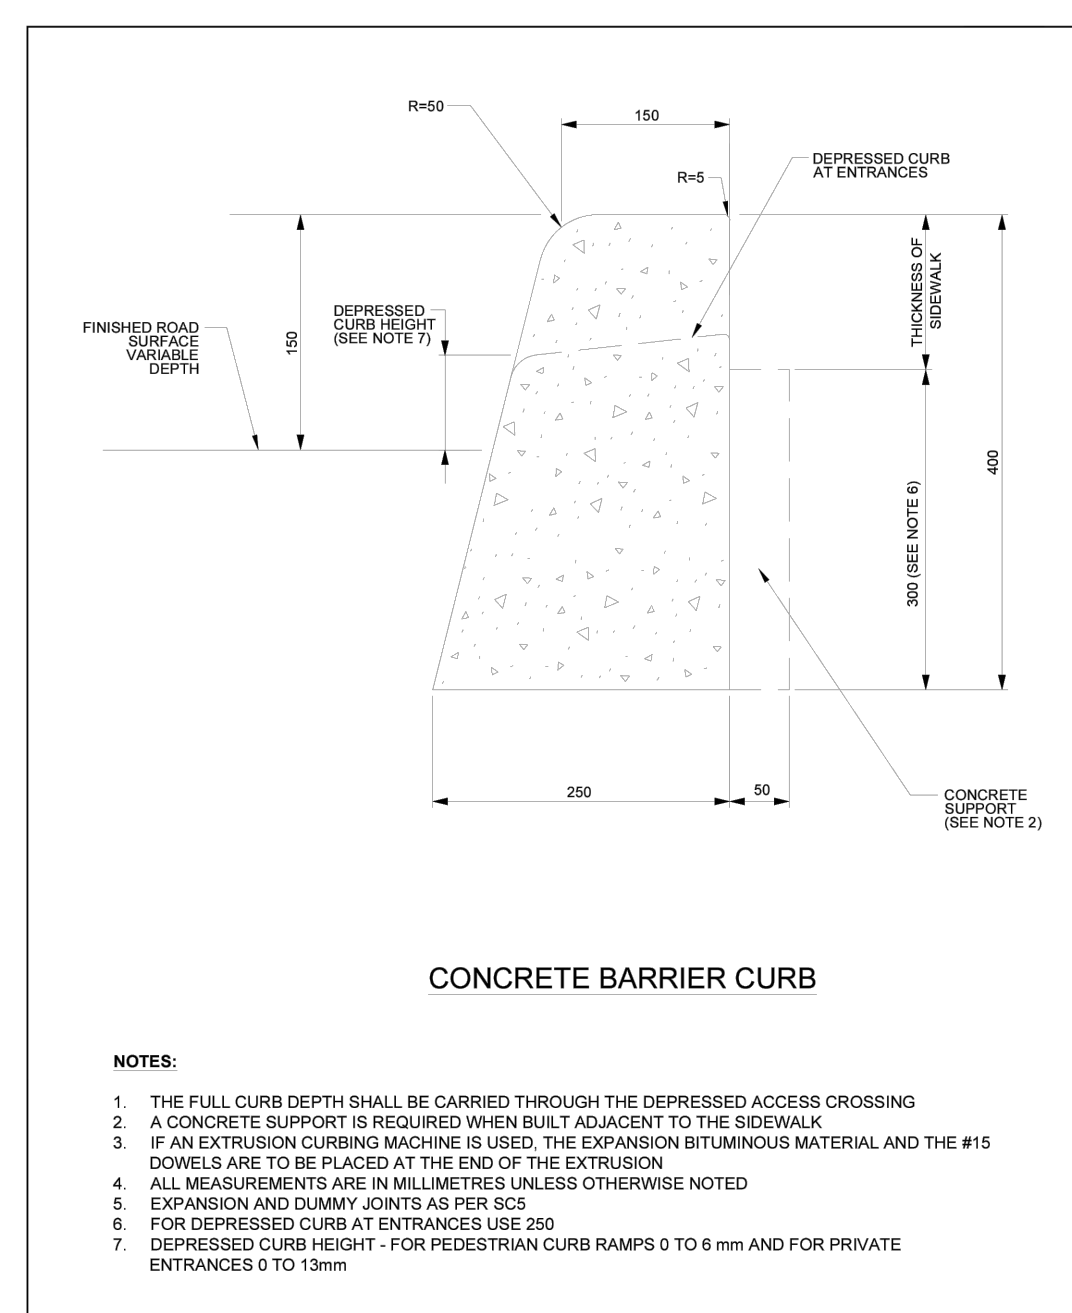 R=50
150
DEPRESSED CURB
AT ENTRANCES
R=5
THICKNESS OF
SIDEWALK
DEPRESSED
CURB HEIGHT
(SEE NOTE 7)
FINISHED ROAD
SURFACE
VARIABLE
DEPTH
150
400
300 (SEE NOTE 6)
250
50
CONCRETE
SUPPORT
(SEE NOTE 2)
CONCRETE BARRIER CURB
NOTES:
1. THE FULL CURB DEPTH SHALL BE CARRIED THROUGH THE DEPRESSED ACCESS CROSSING
2. A CONCRETE SUPPORT IS REQUIRED WHEN BUILT ADJACENT TO THE SIDEWALK
3. IF AN EXTRUSION CURBING MACHINE IS USED, THE EXPANSION BITUMINOUS MATERIAL AND THE #15
DOWELS ARE TO BE PLACED AT THE END OF THE EXTRUSION
4. ALL MEASUREMENTS ARE IN MILLIMETRES UNLESS OTHERWISE NOTED
5. EXPANSION AND DUMMY JOINTS AS PER SC5
6. FOR DEPRESSED CURB AT ENTRANCES USE 250
7. DEPRESSED CURB HEIGHT - FOR PEDESTRIAN CURB RAMPS 0 TO 6 mm AND FOR PRIVATE
ENTRANCES 0 TO 13mm